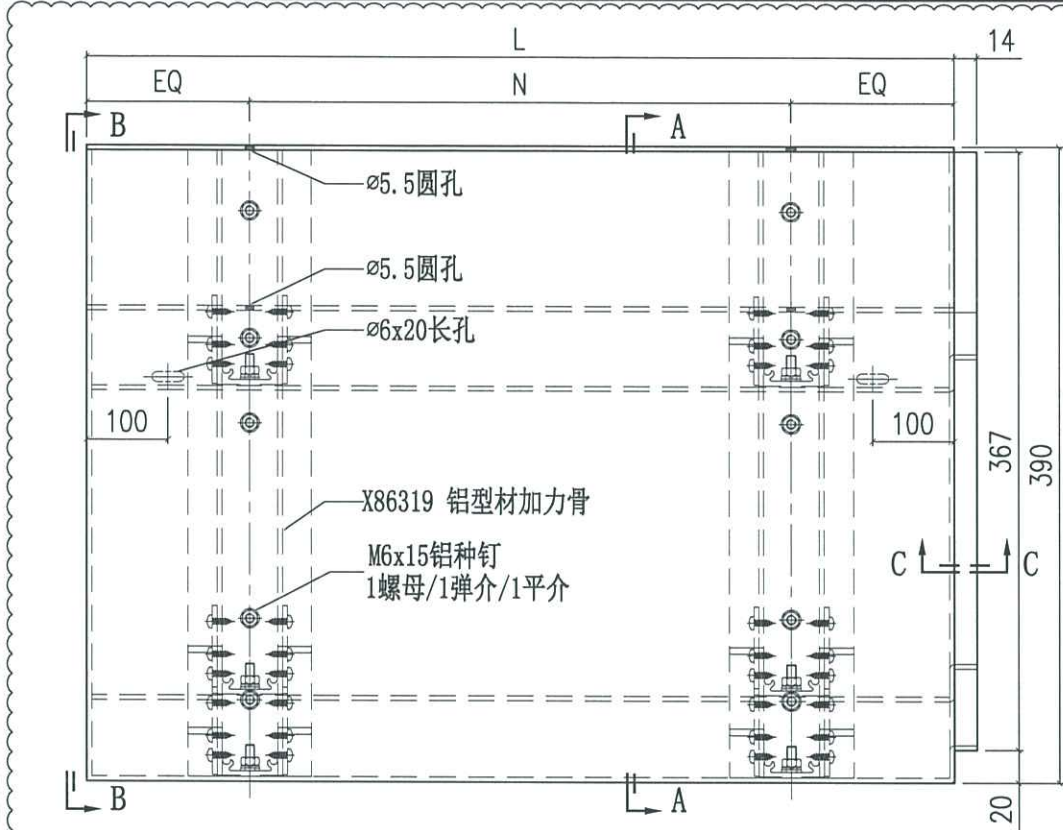 L
14
EQ
N
EQ
B
A
ø5.5圆孔
ø5.5圆孔
ø6x20长孔
100
100
367
390
X86319 铝型材加力骨
M6x15铝种钉
1螺母/1弹介/1平介
C
C
B
A
20